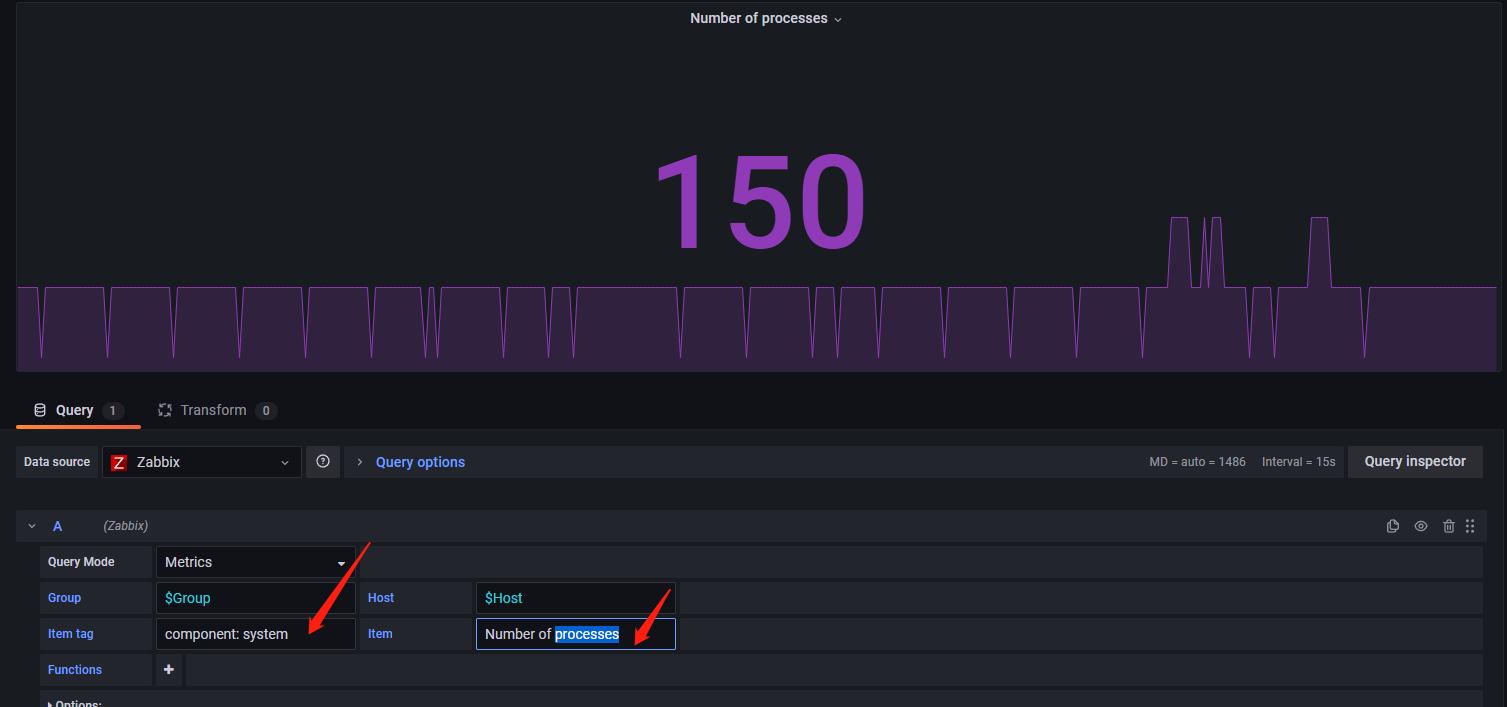 Number of processes
150
Query 1 Transform 0
Data source Z Zabbix Query options MD = auto = 1486 Interval = 15s Query inspector
A (Zabbix)
Query Mode Metrics
Group $Group Host $Host
Item tag component: system Item Number of processes
Functions +
Options: